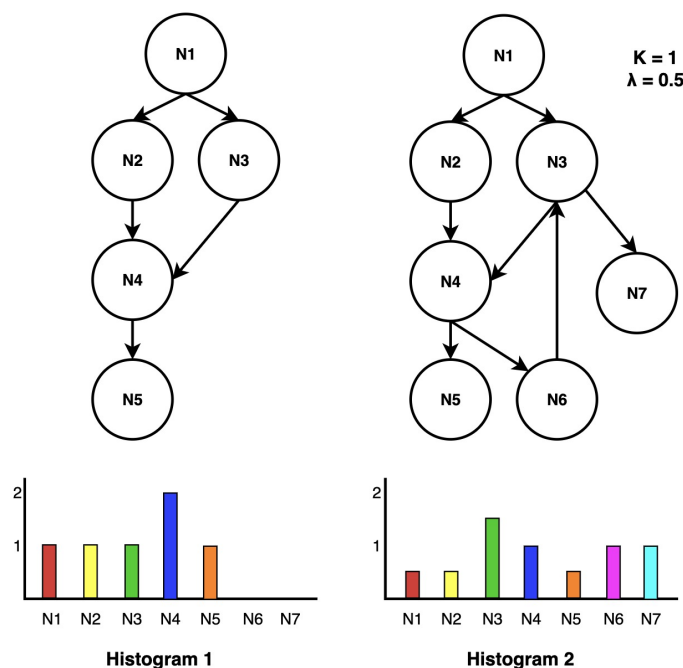 N1
N2 N3
N4
N5
N1
N2 N3
N4
N7
N5 N6
K = 1
λ = 0.5
2
1
N1 N2 N3 N4 N5 N6 N7
Histogram 1
2
1
N1 N2 N3 N4 N5 N6 N7
Histogram 2